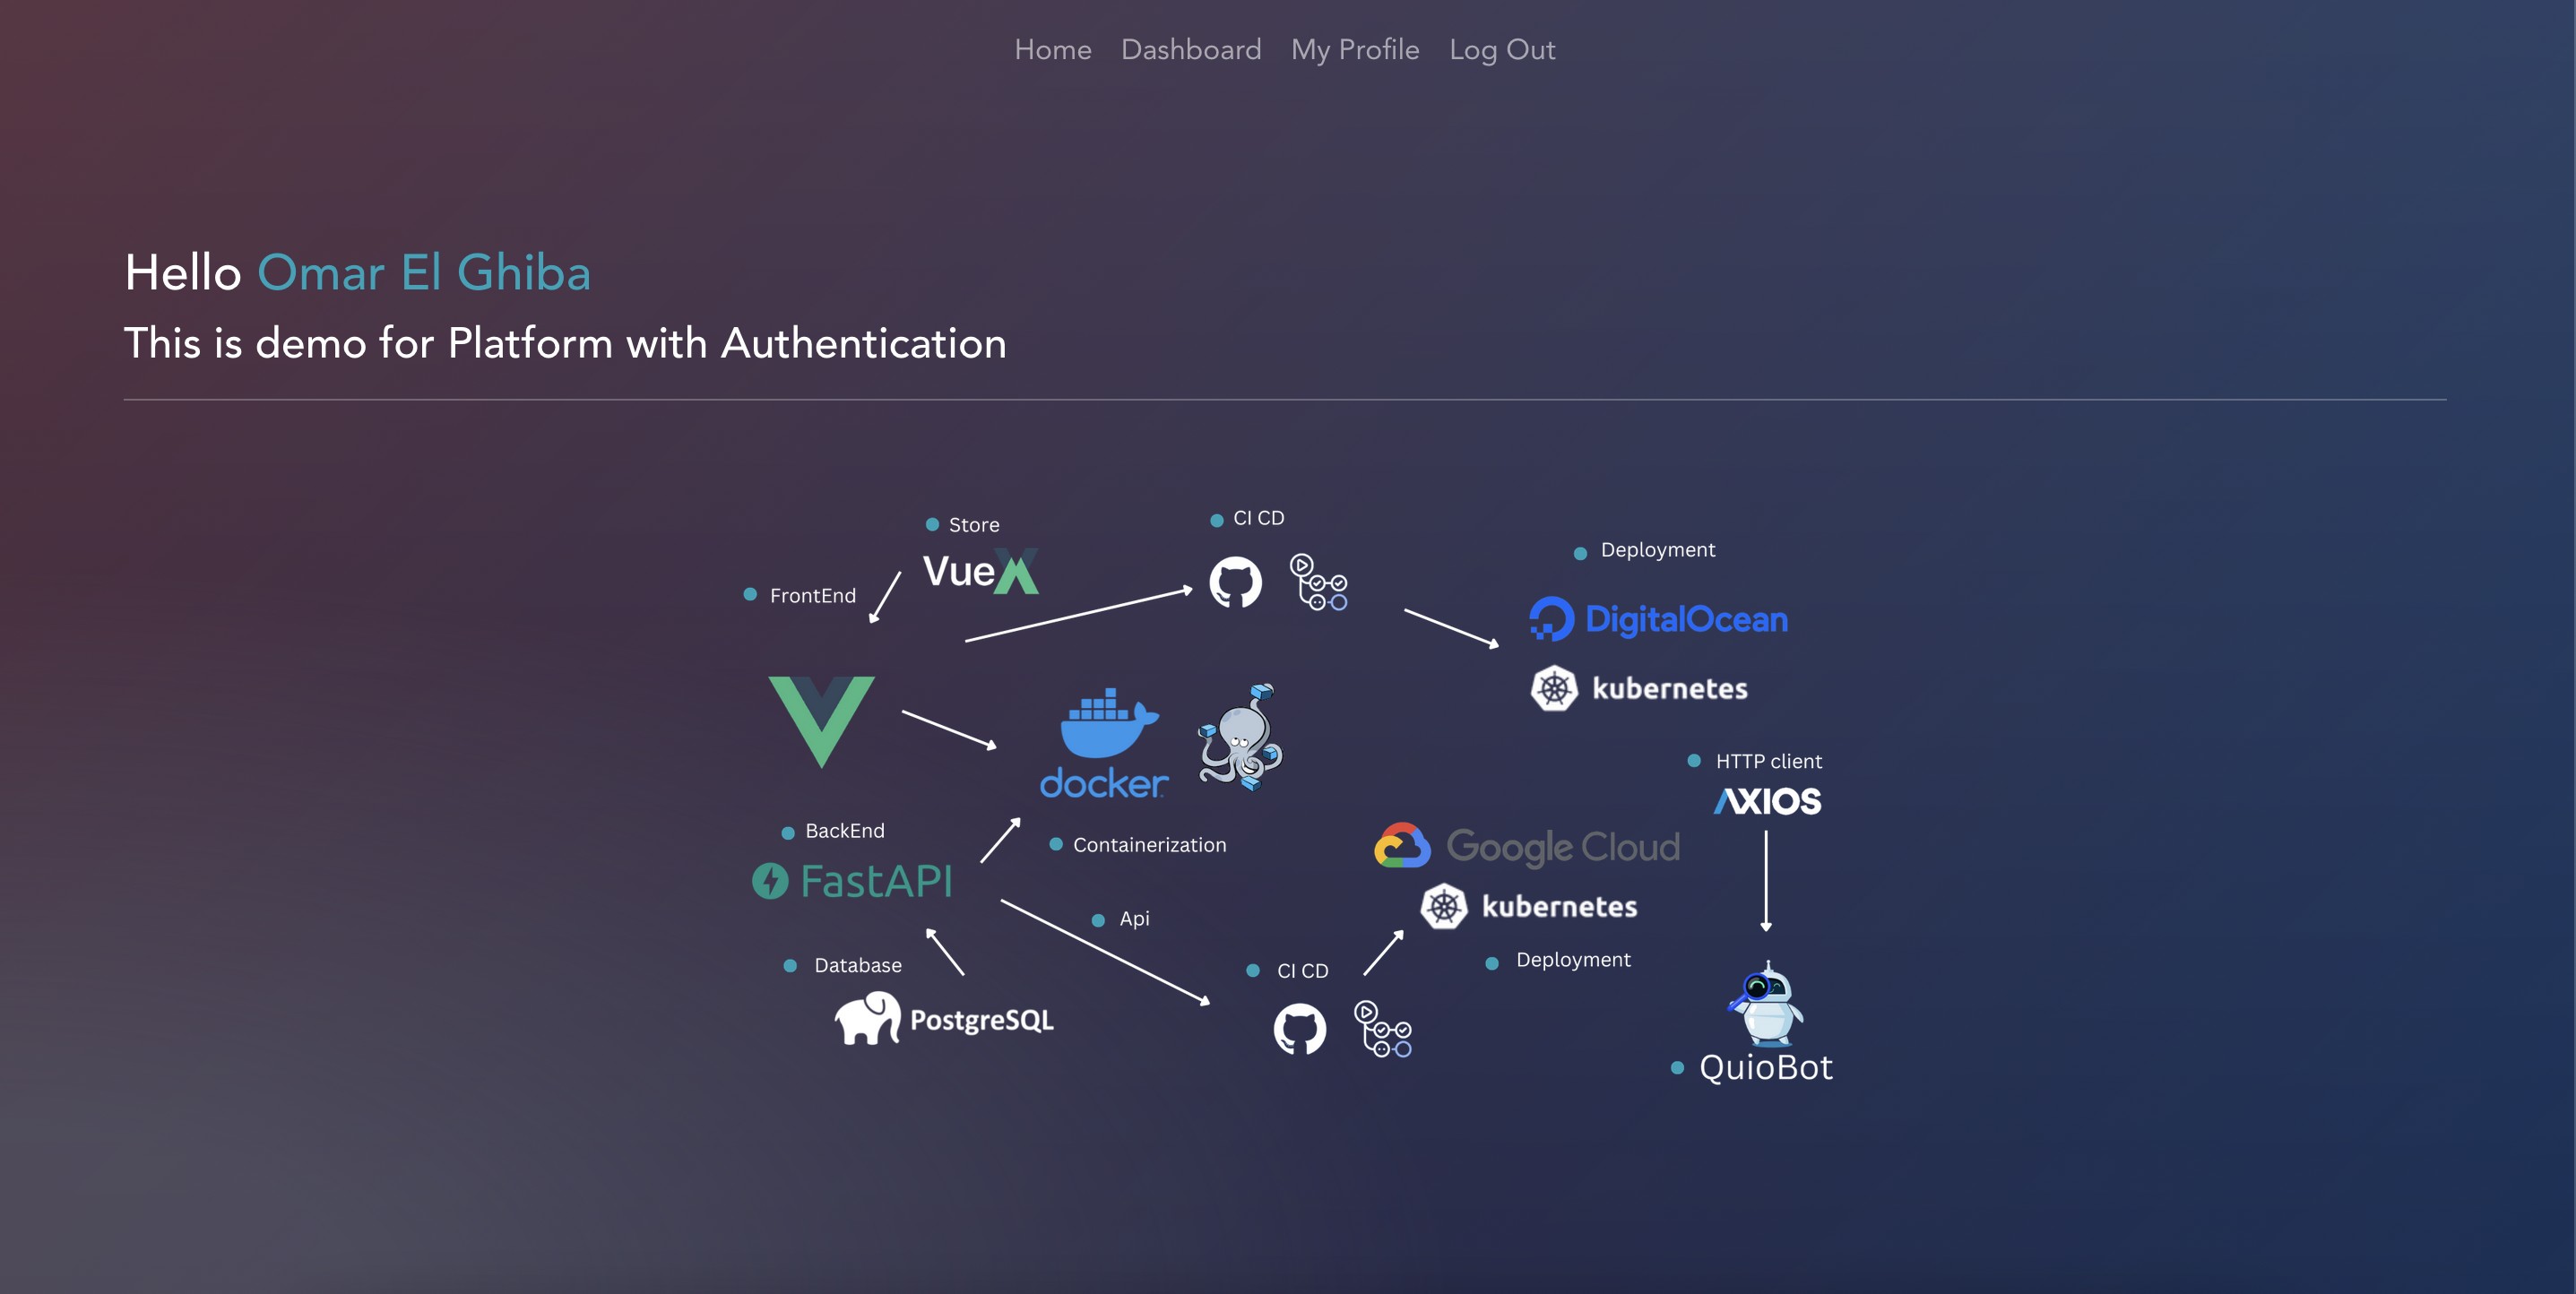 Home Dashboard My Profile Log Out
Hello Omar El Ghiba
This is demo for Platform with Authentication
Store
VueX
CI CD
Deployment
FrontEnd
DigitalOcean
kubernetes
docker
HTTP client
AXIOS
BackEnd
FastAPI
Containerization
Google Cloud
kubernetes
Api
Database
PostgreSQL
CI CD
Deployment
QuioBot